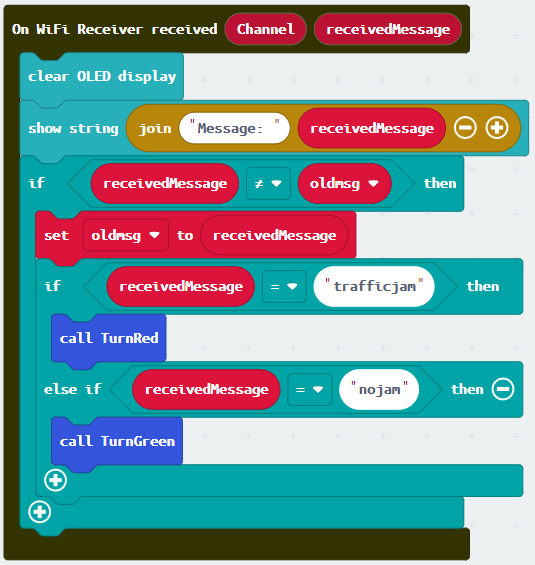 On WiFi Receiver received Channel receivedMessage
clear OLED display
show string join "Message: " receivedMessage
if receivedMessage ≠ oldmsg then
set oldmsg to receivedMessage
if receivedMessage = "trafficjam" then
call TurnRed
else if receivedMessage = "nojam" then
call TurnGreen